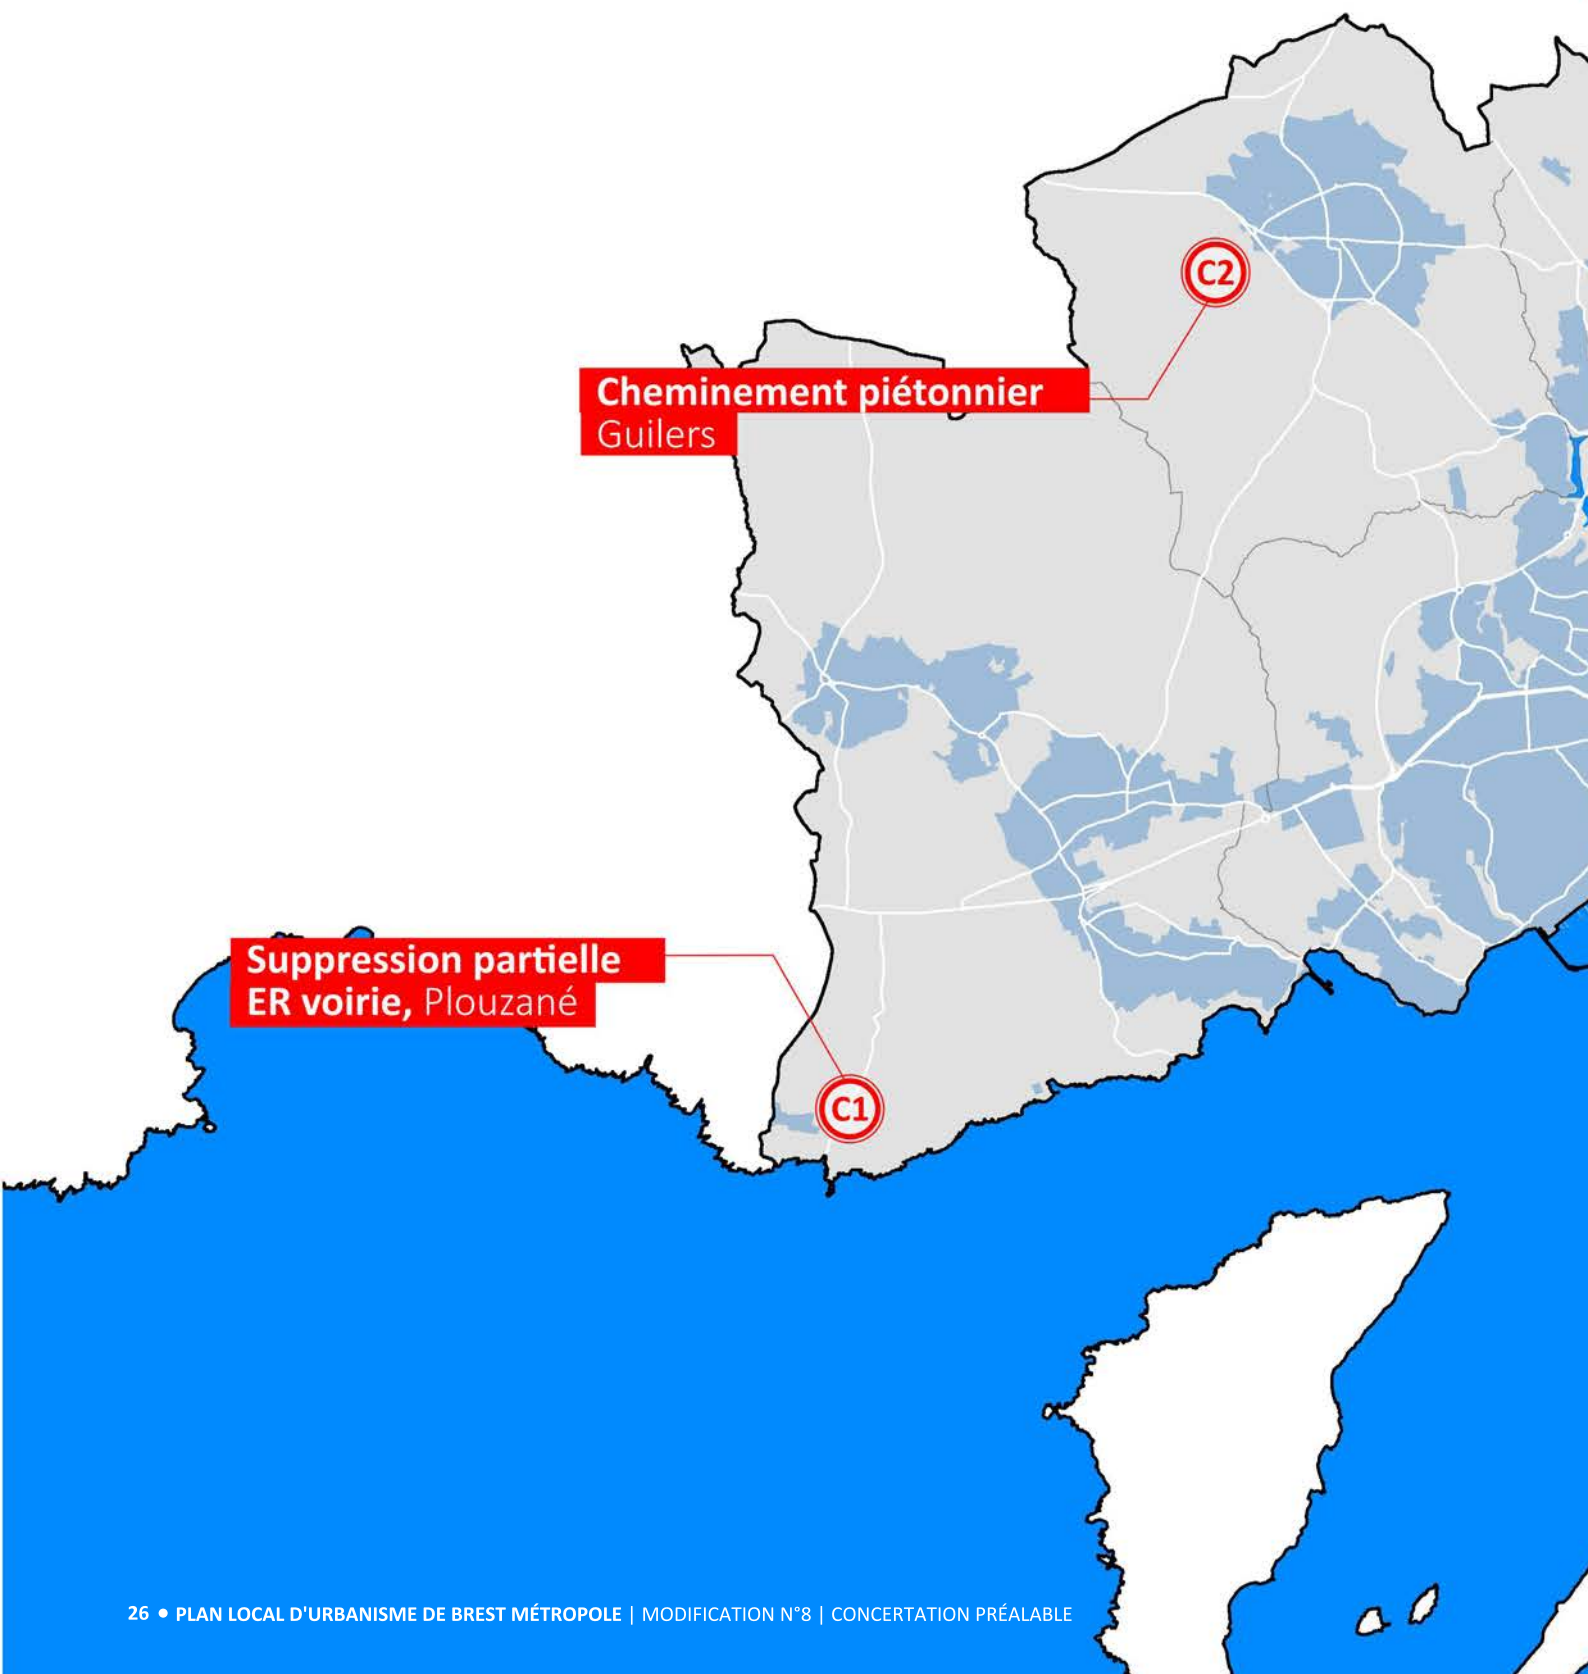 C2
Cheminement piétonnier
Guilers
Suppression partielle
ER voirie, Plouzané
C1
26 • PLAN LOCAL D'URBANISME DE BREST MÉTROPOLE | MODIFICATION N°8 | CONCERTATION PRÉALABLE